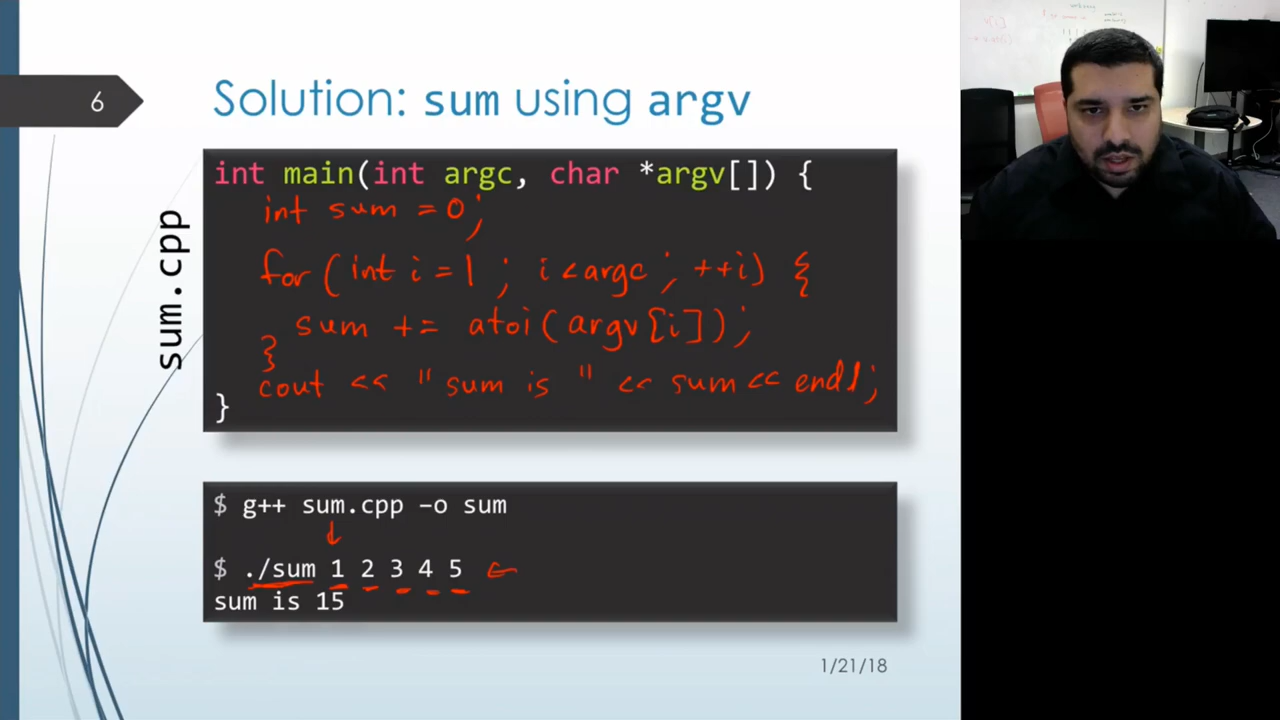 6
Solution: sum using argv
sum.cpp
int main(int argc, char *argv[]) {
int sum = 0;
for (int i = 1 ; i < argc ; ++i) {
sum += atoi(argv[i]);
}
cout << "sum is " << sum << endl;
}
$ g++ sum.cpp –o sum
$ ./sum 1 2 3 4 5
sum is 15
1/21/18